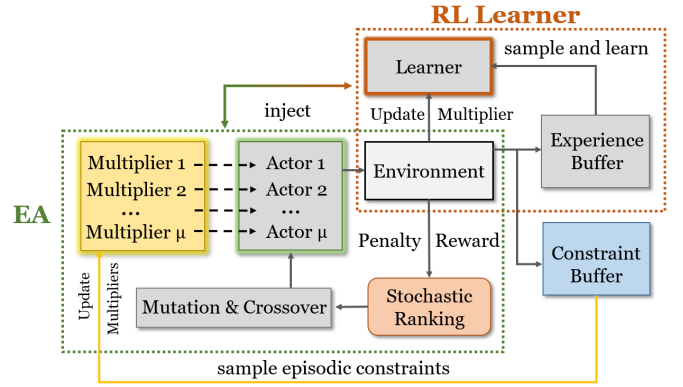 RL Learner
sample and learn
Learner
inject
Update Multiplier
Experience
Buffer
Multiplier 1
Multiplier 2
...
Multiplier μ
Actor 1
Actor 2
...
Actor μ
Environment
EA
Penalty Reward
Constraint
Buffer
Update
Multipliers
Mutation & Crossover
Stochastic
Ranking
sample episodic constraints